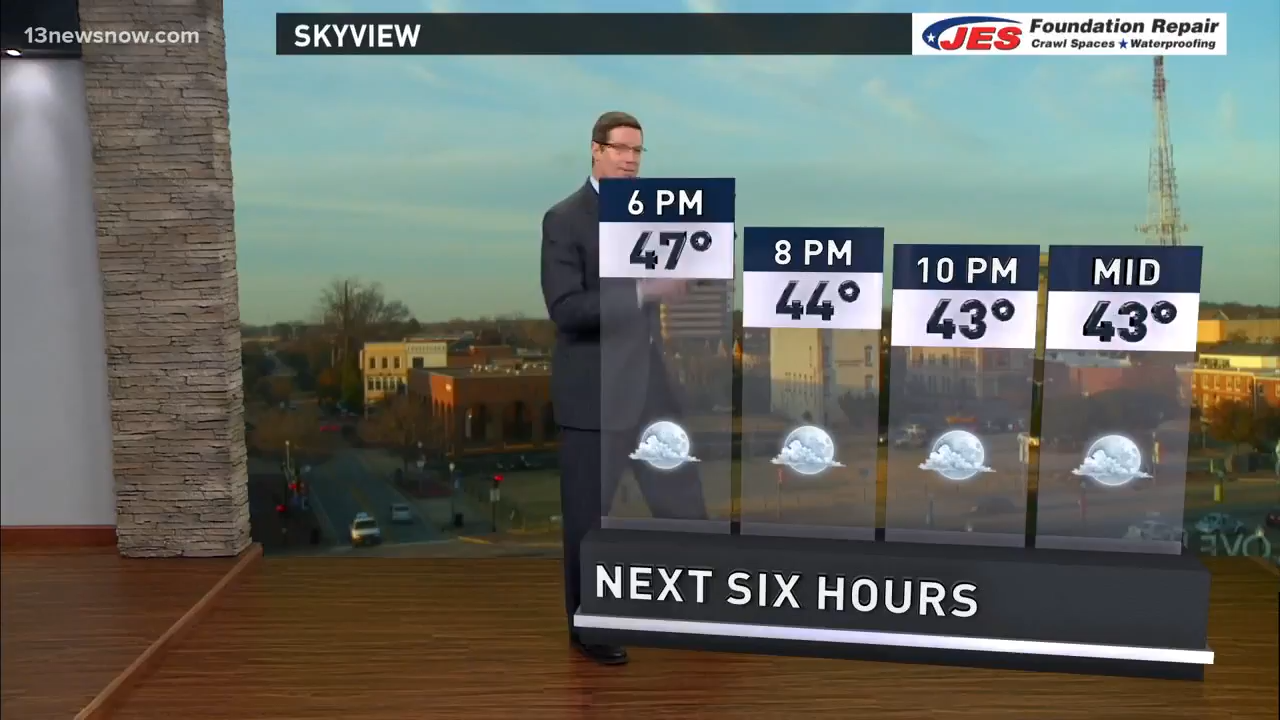 13newsnow.com
SKYVIEW
JES Foundation Repair
Crawl Spaces ★ Waterproofing
6 PM
47°
8 PM
44°
10 PM
43°
MID
43°
NEXT SIX HOURS